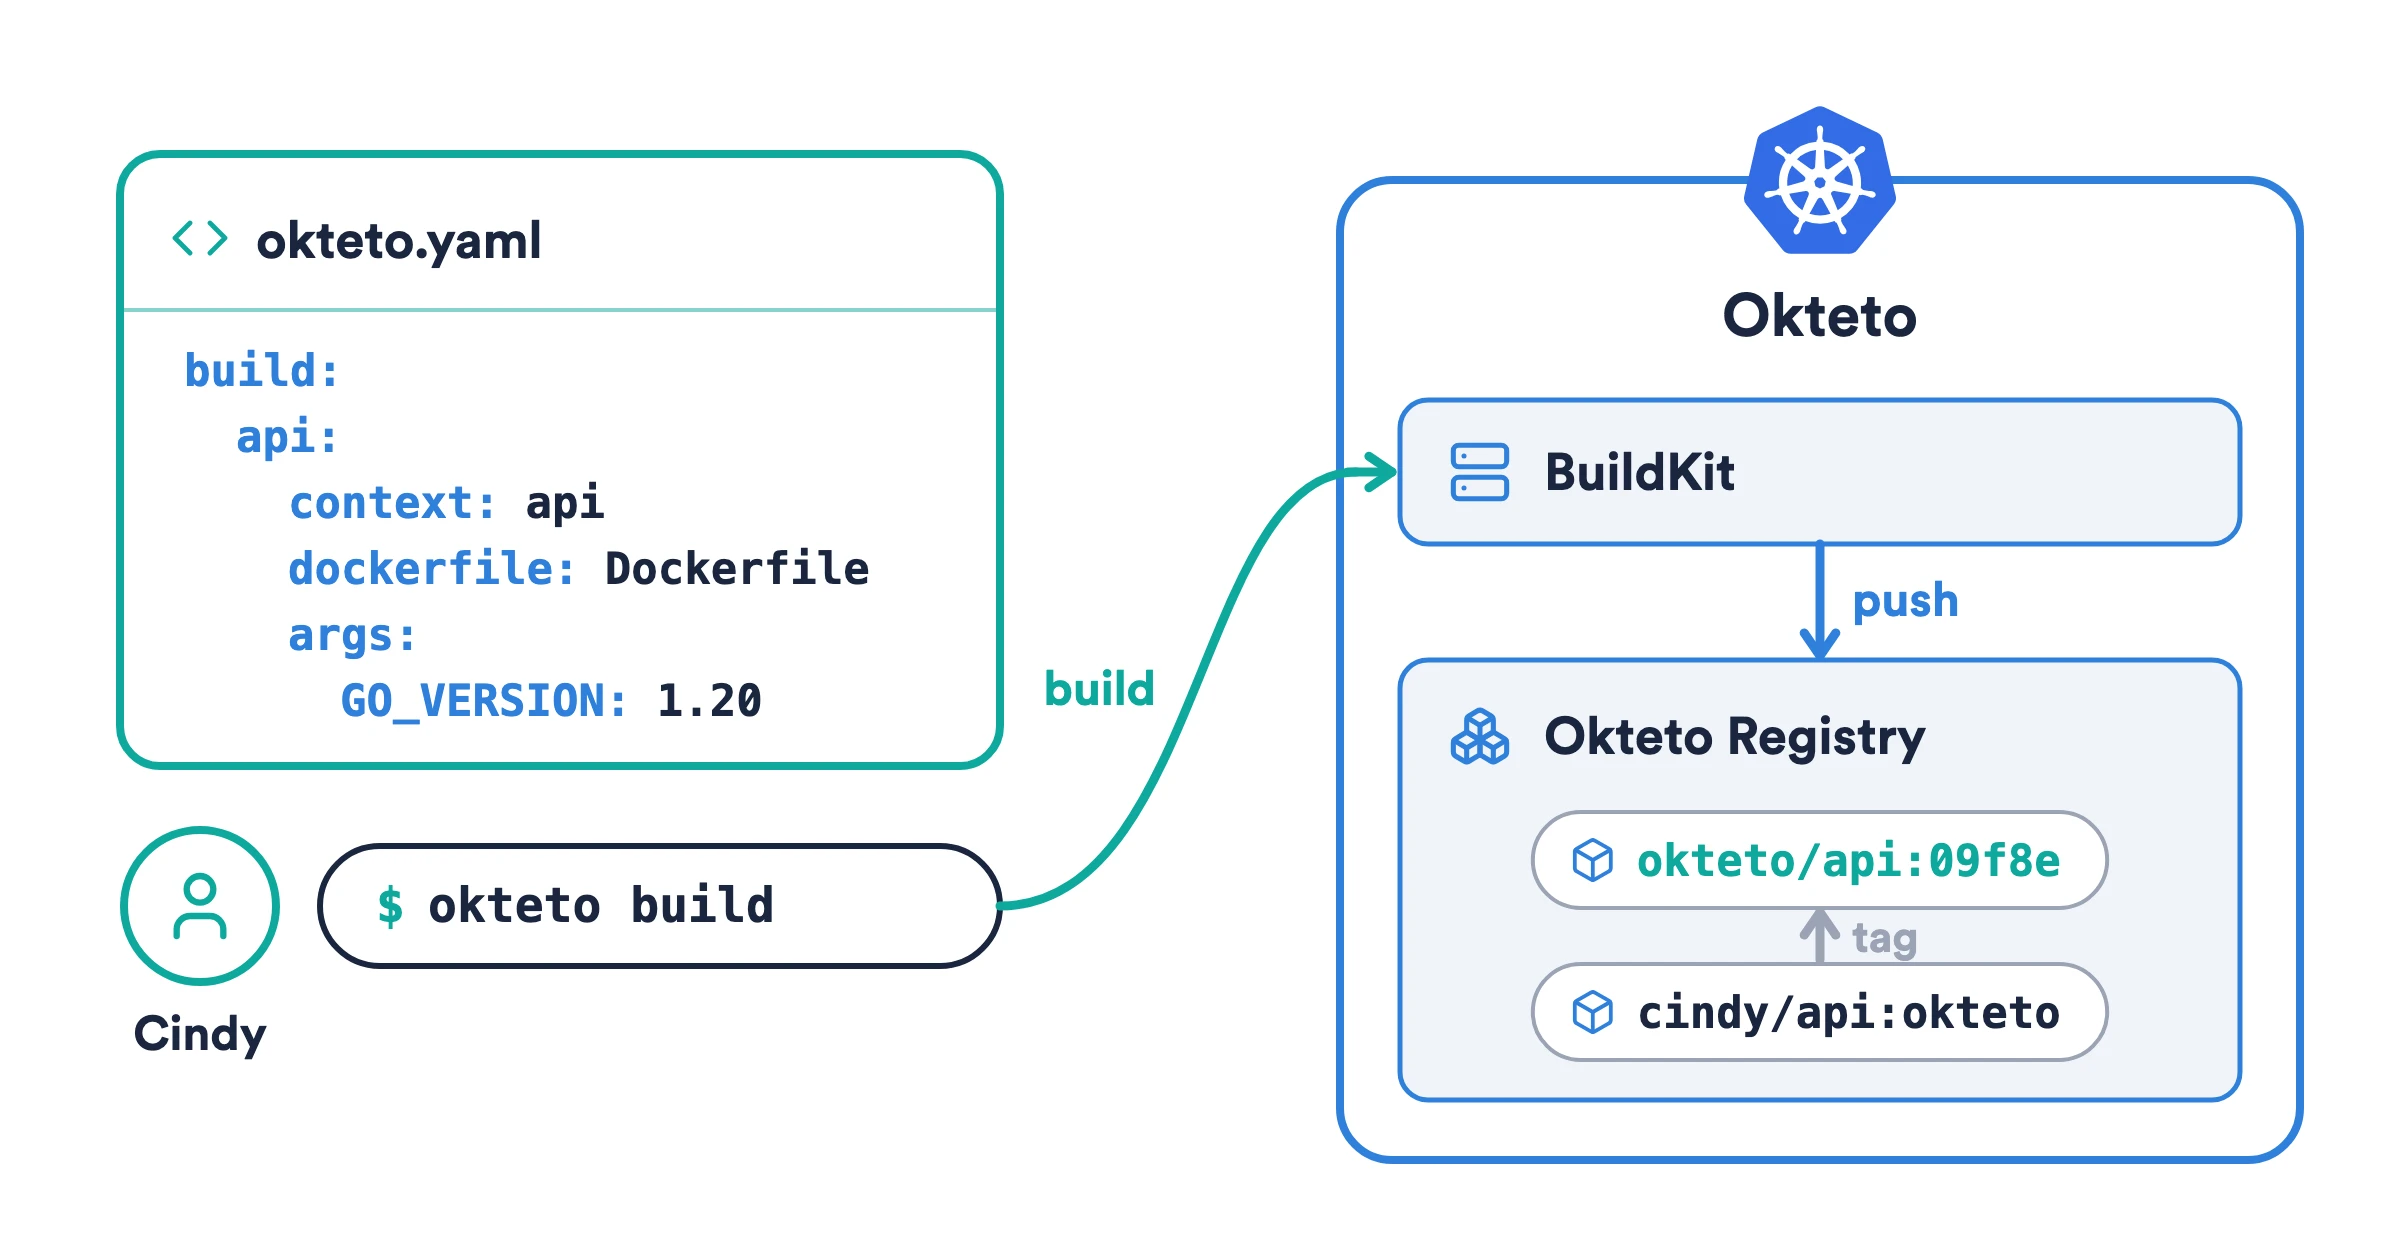 okteto.yaml
build:
  api:
    context: api
    dockerfile: Dockerfile
    args:
      GO_VERSION: 1.20
$ okteto build
Cindy
build
Okteto
BuildKit
push
Okteto Registry
okteto/api:09f8e
tag
cindy/api:okteto